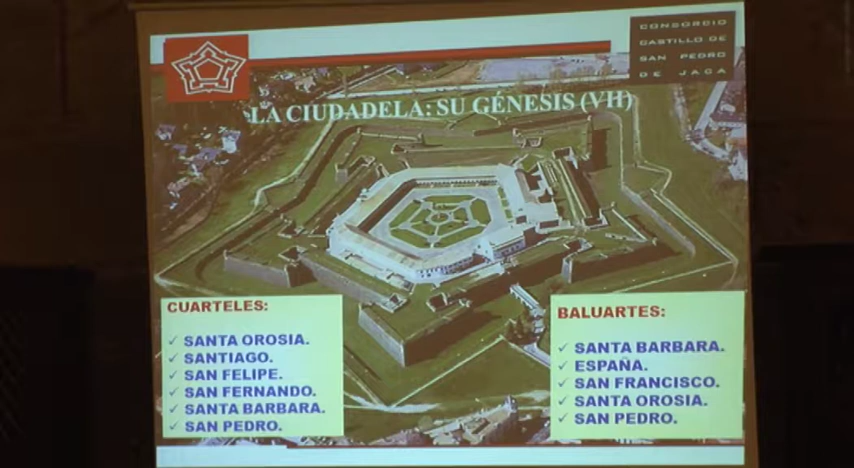 CONSORCIO
CASTILLO DE
SAN PEDRO
DE JACA
LA CIUDADELA: SU GÉNESIS (VII)
CUARTELES:
✓ SANTA OROSIA.
✓ SANTIAGO.
✓ SAN FELIPE.
✓ SAN FERNANDO.
✓ SANTA BARBARA.
✓ SAN PEDRO.
BALUARTES:
✓ SANTA BARBARA.
✓ ESPAÑA.
✓ SAN FRANCISCO.
✓ SANTA OROSIA.
✓ SAN PEDRO.